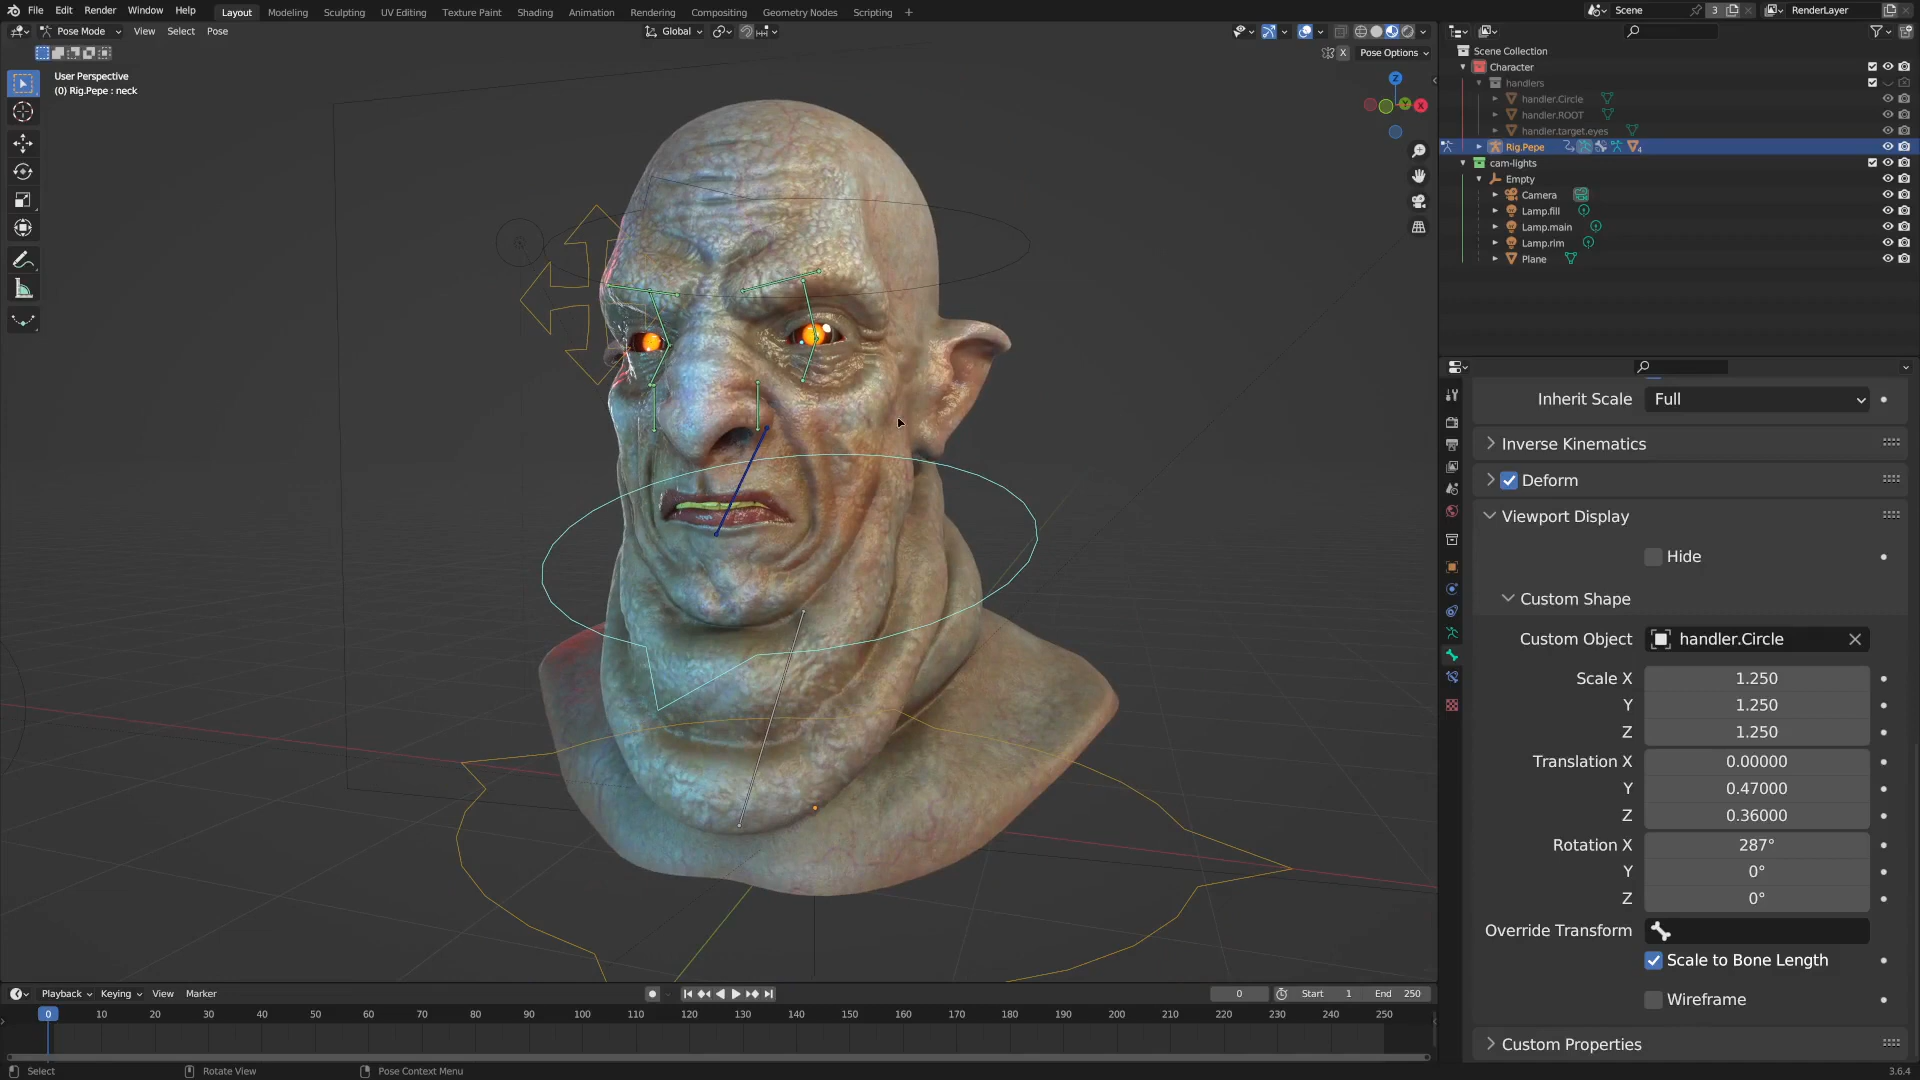 File Edit Render Window Help Layout Modeling Sculpting UV Editing Texture Paint Shading Animation Rendering Compositing Geometry Nodes Scripting + Scene 3 RenderLayer
Pose Mode View Select Pose Global
X Pose Options
User Perspective
(0) Rig.Pepe : neck
Z
Y X
Scene Collection
Character
handlers
handler.Circle
handler.ROOT
handler.target.eyes
Rig.Pepe 4
cam-lights
Empty
Camera
Lamp.fill
Lamp.main
Lamp.rim
Plane
Inherit Scale Full
Inverse Kinematics
Deform
Viewport Display
Hide
Custom Shape
Custom Object handler.Circle
Scale X 1.250
Y 1.250
Z 1.250
Translation X 0.00000
Y 0.47000
Z 0.36000
Rotation X 287°
Y 0°
Z 0°
Override Transform
Scale to Bone Length
Wireframe
Custom Properties
Playback Keying View Marker 0 Start 1 End 250
0 10 20 30 40 50 60 70 80 90 100 110 120 130 140 150 160 170 180 190 200 210 220 230 240 250
Select Rotate View Pose Context Menu 3.6.4